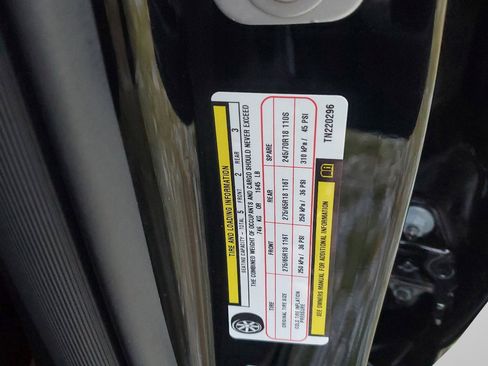 TIRE AND LOADING INFORMATION
SEATING CAPACITY - TOTAL 5 FRONT 2 REAR 3
THE COMBINED WEIGHT OF OCCUPANTS AND CARGO SHOULD NEVER EXCEED
746 KG OR 1645 LB
TIRE FRONT REAR SPARE
ORIGINAL TIRE SIZE 275/65R18 116T 275/65R18 116T 245/70R18 110S
COLD TIRE INFLATION PRESSURE 250 kPa / 36 PSI 250 kPa / 36 PSI 310 kPa / 45 PSI
SEE OWNERS MANUAL FOR ADDITIONAL INFORMATION
TN220296